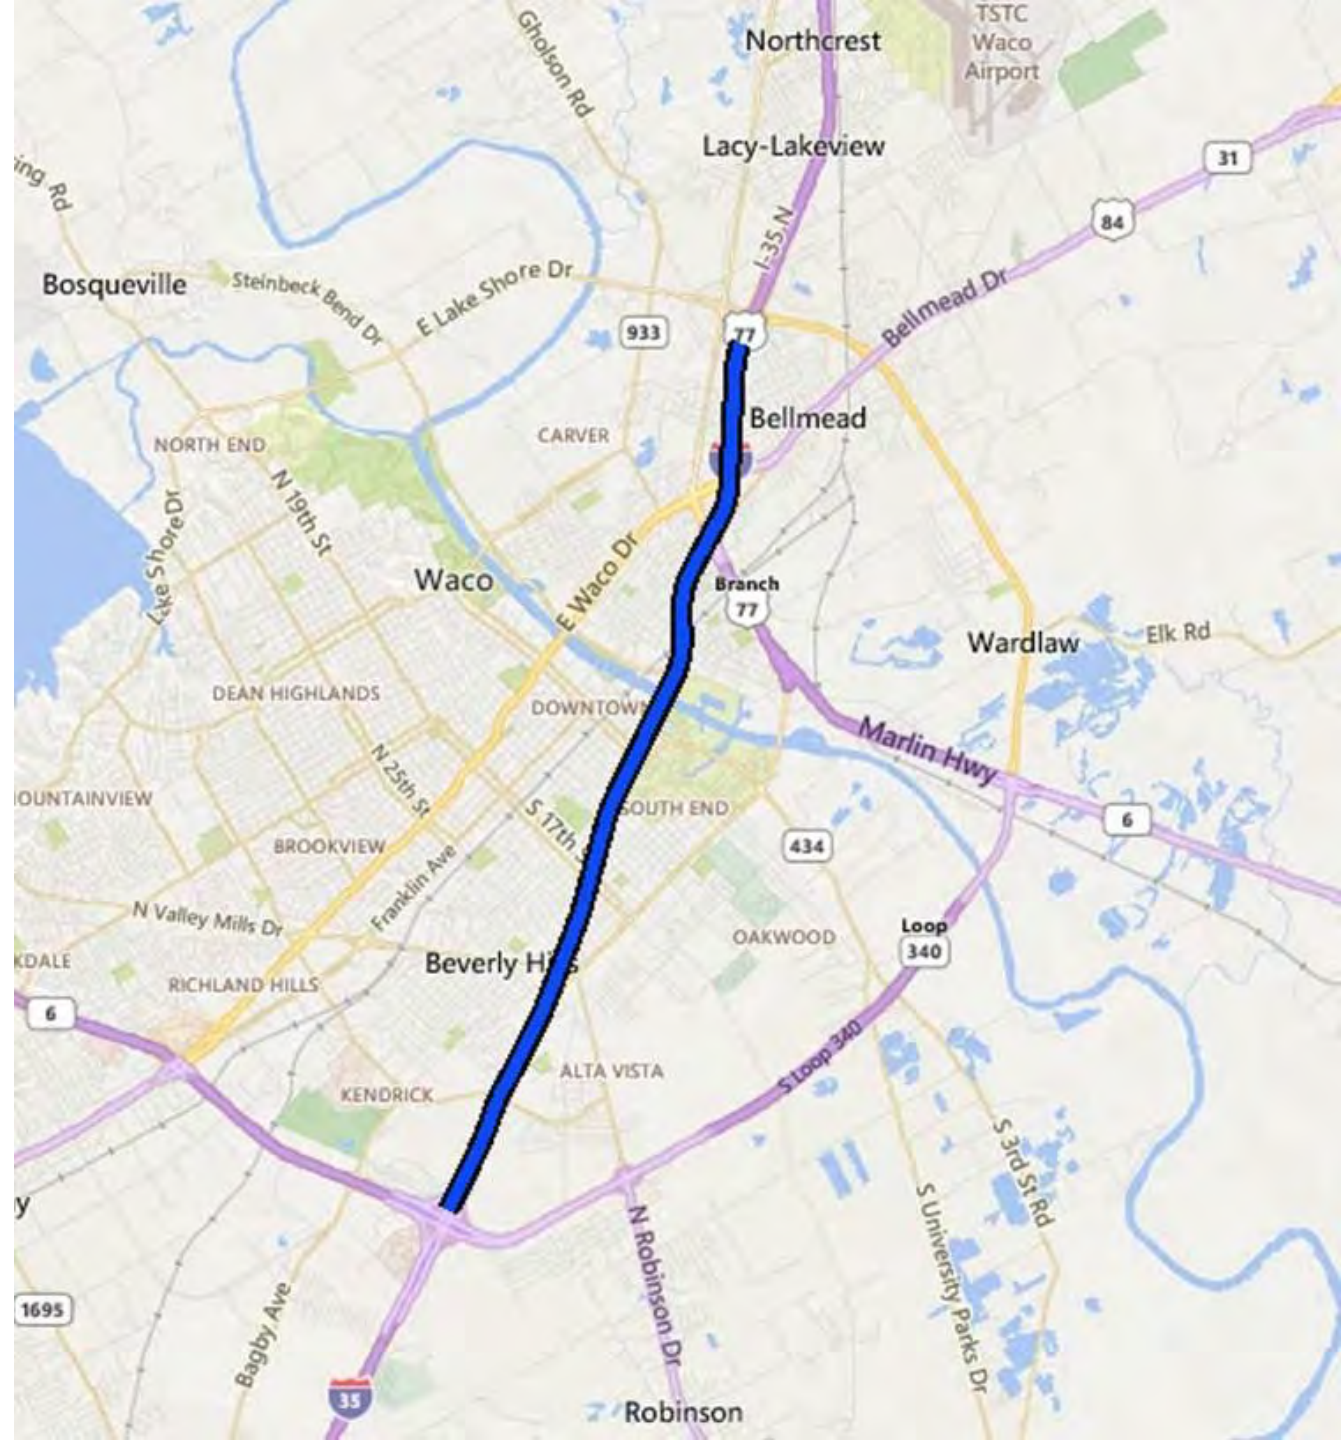 TSTC
Waco
Airport
Northcrest
Gholson Rd
Lacy-Lakeview
31
ing Rd
84
I-35 N
Bosqueville
Steinbeck Bend Dr
E Lake Shore Dr
Bellmead Dr
933
77
Bellmead
CARVER
NORTH END
N 19th St
Lake Shore Dr
E Waco Dr
Waco
Branch
77
Wardlaw
Elk Rd
DEAN HIGHLANDS
DOWNTOWN
Marlin Hwy
N 25th St
OUNTAINVIEW
S 17th
SOUTH END
6
BROOKVIEW
434
Franklin Ave
N Valley Mills Dr
Loop
340
OAKWOOD
KDALE
Beverly Hills
RICHLAND HILLS
6
S Loop 340
ALTA VISTA
KENDRICK
S 3rd St Rd
y
S University Parks Dr
N Robinson Dr
1695
Bagby Ave
35
Robinson